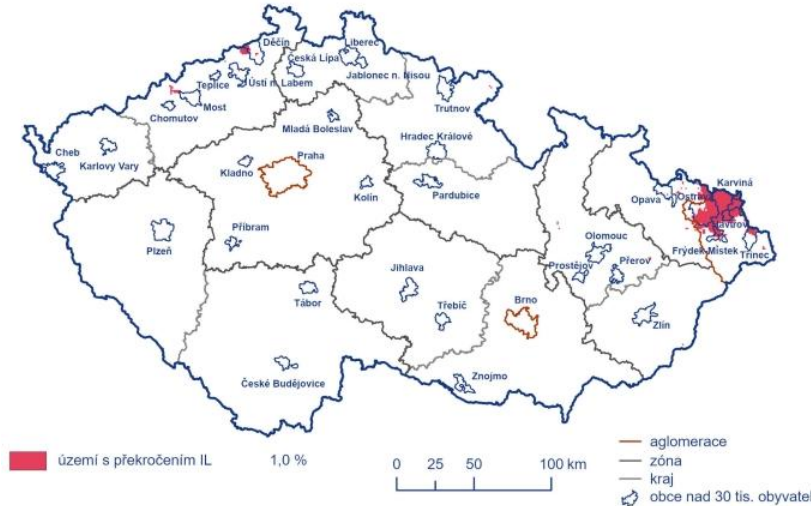 Děčín
Liberec
Česká Lípa
Teplice
Ústí n. Labem
Jablonec n. Nisou
Most
Chomutov
Trutnov
Mladá Boleslav
Cheb
Karlovy Vary
Hradec Králové
Praha
Kladno
Karviná
Kolín
Pardubice
Opava
Ostrava
Havířov
Příbram
Plzeň
Olomouc
Frýdek-Místek
Třinec
Jihlava
Prostějov
Přerov
Tábor
Třebíč
Brno
Zlín
České Budějovice
Znojmo
území s překročením IL 1,0 %
0 25 50 100 km
aglomerace
zóna
kraj
obce nad 30 tis. obyvatel